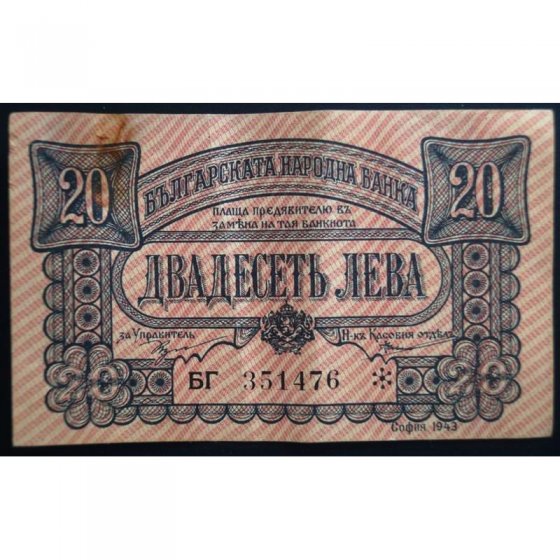 БЪЛГАРСКАТА НАРОДНА БАНКА
20 20
ПЛАЩА ПРЕДЯВИТЕЛЮ ВЪ
ЗАМѢНА НА ТАЯ БАНКНОТА
ДВАДЕСЕТЬ ЛЕВА
за Управитель
Н-къ Касовия отдѣлъ
БГ 351476
20 20
София 1943